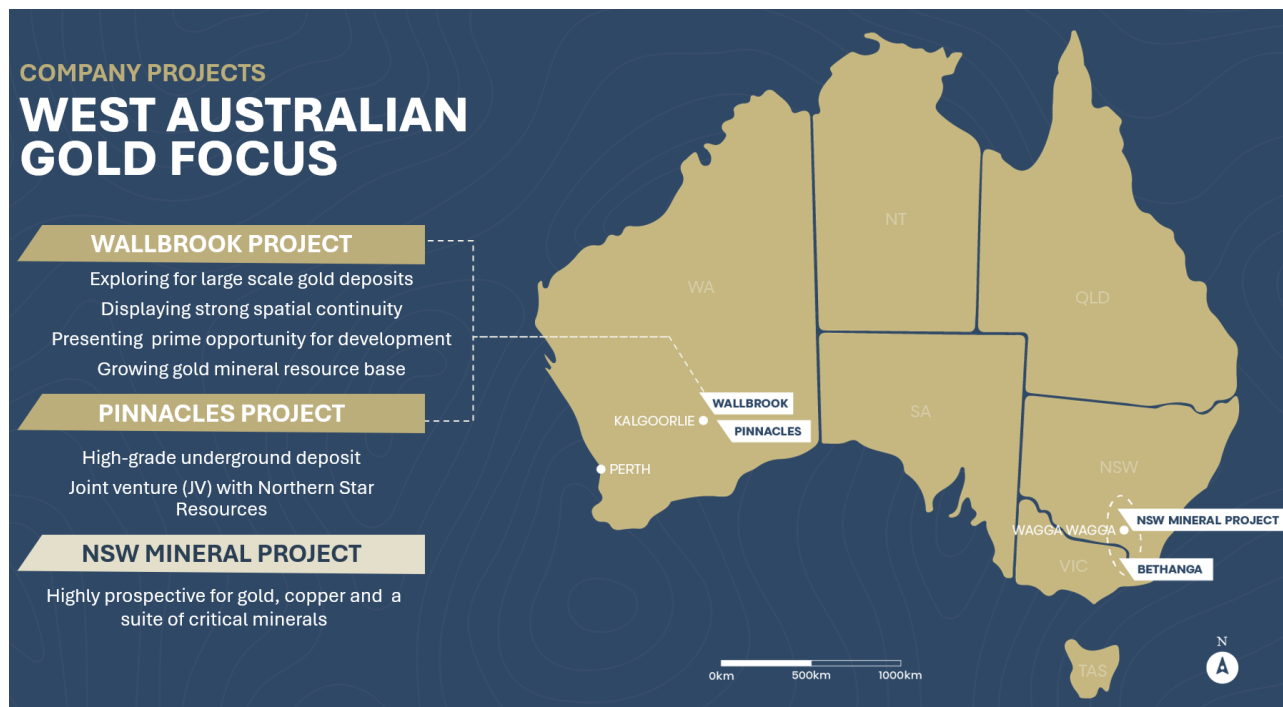 COMPANY PROJECTS
WEST AUSTRALIAN
GOLD FOCUS
WALLBROOK PROJECT
Exploring for large scale gold deposits
Displaying strong spatial continuity
Presenting  prime opportunity for development
Growing gold mineral resource base
PINNACLES PROJECT
High-grade underground deposit
Joint venture (JV) with Northern Star
Resources
NSW MINERAL PROJECT
Highly prospective for gold, copper and  a
suite of critical minerals
NT
WA
QLD
WALLBROOK
SA
KALGOORLIE
PINNACLES
PERTH
NSW
WAGGA WAGGA
NSW MINERAL PROJECT
VIC
BETHANGA
TAS
N
0km
500km
1000km